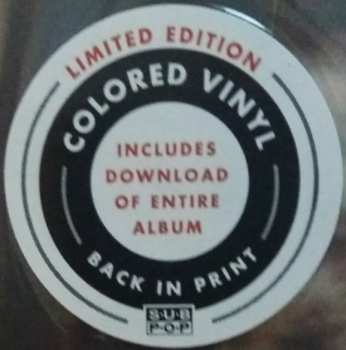 LIMITED EDITION
COLORED VINYL
INCLUDES
DOWNLOAD
OF ENTIRE
ALBUM
BACK IN PRINT
SUB
POP